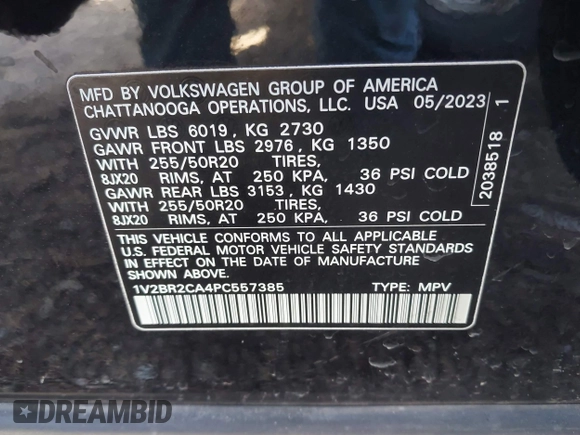 MFD BY VOLKSWAGEN GROUP OF AMERICA
CHATTANOOGA OPERATIONS, LLC. USA 05/2023
GVWR LBS 6019, KG 2730
GAWR FRONT LBS 2976, KG 1350
WITH 255/50R20 TIRES,
8JX20 RIMS, AT 250 KPA, 36 PSI COLD
GAWR REAR LBS 3153, KG 1430
WITH 255/50R20 TIRES,
8JX20 RIMS, AT 250 KPA, 36 PSI COLD
THIS VEHICLE CONFORMS TO ALL APPLICABLE
U.S. FEDERAL MOTOR VEHICLE SAFETY STANDARDS
IN EFFECT ON THE DATE OF MANUFACTURE
SHOWN ABOVE.
1V2BR2CA4PC557385 TYPE: MPV
2038518 1
DREAMBID